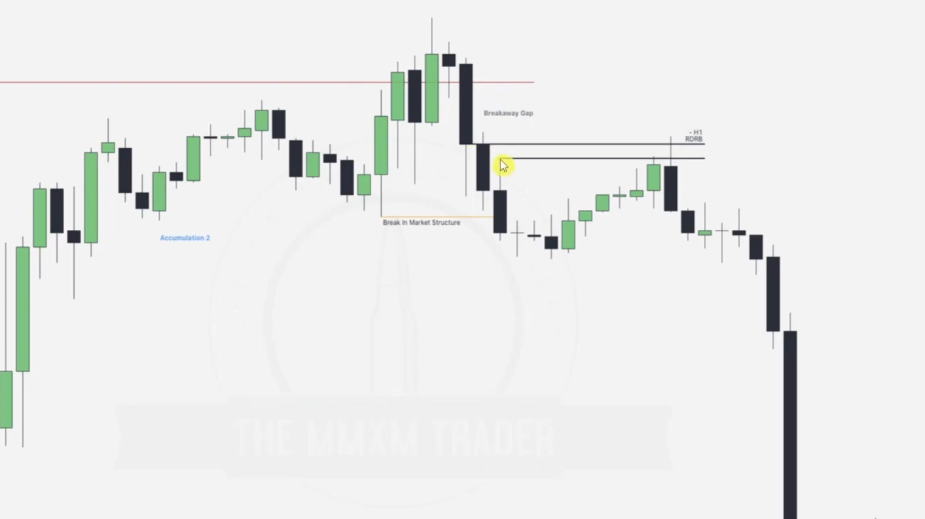 Breakaway Gap
- H1
RDRB
Break In Market Structure
Accumulation 2
THE MMXM TRADER